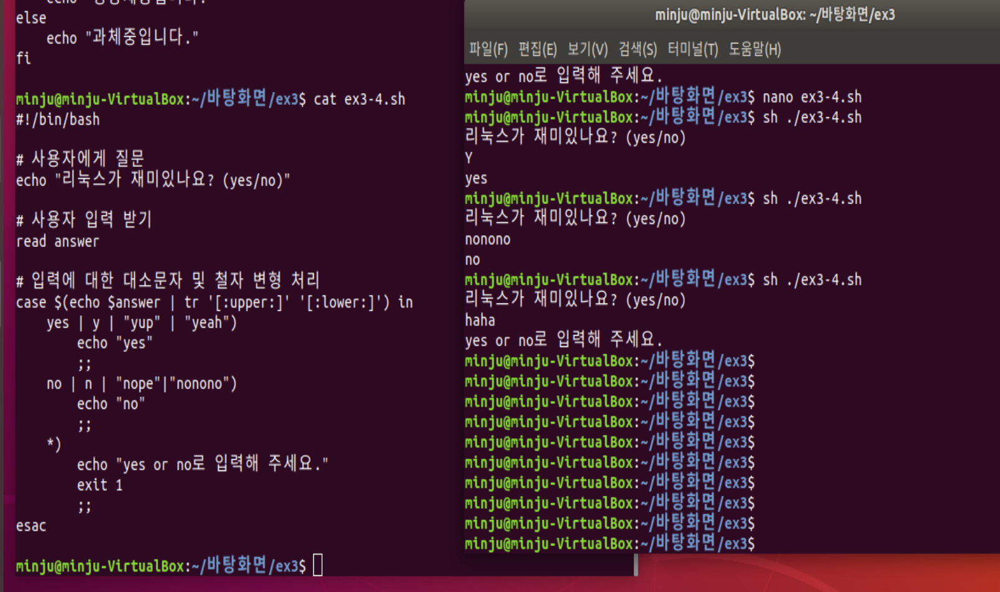 else
    echo "과체중입니다."
fi
minju@minju-VirtualBox:~/바탕화면/ex3$ cat ex3-4.sh
#!/bin/bash
# 사용자에게 질문
echo "리눅스가 재미있나요? (yes/no)"
# 사용자 입력 받기
read answer
# 입력에 대한 대소문자 및 철자 변형 처리
case $(echo $answer | tr '[:upper:]' '[:lower:]') in
    yes | y | "yup" | "yeah")
        echo "yes"
        ;;
    no | n | "nope"|"nonono")
        echo "no"
        ;;
    *)
        echo "yes or no로 입력해 주세요."
        exit 1
        ;;
esac
minju@minju-VirtualBox:~/바탕화면/ex3$
minju@minju-VirtualBox: ~/바탕화면/ex3
파일(F) 편집(E) 보기(V) 검색(S) 터미널(T) 도움말(H)
yes or no로 입력해 주세요.
minju@minju-VirtualBox:~/바탕화면/ex3$ nano ex3-4.sh
minju@minju-VirtualBox:~/바탕화면/ex3$ sh ./ex3-4.sh
리눅스가 재미있나요? (yes/no)
Y
yes
minju@minju-VirtualBox:~/바탕화면/ex3$ sh ./ex3-4.sh
리눅스가 재미있나요? (yes/no)
nonono
no
minju@minju-VirtualBox:~/바탕화면/ex3$ sh ./ex3-4.sh
리눅스가 재미있나요? (yes/no)
haha
yes or no로 입력해 주세요.
minju@minju-VirtualBox:~/바탕화면/ex3$
minju@minju-VirtualBox:~/바탕화면/ex3$
minju@minju-VirtualBox:~/바탕화면/ex3$
minju@minju-VirtualBox:~/바탕화면/ex3$
minju@minju-VirtualBox:~/바탕화면/ex3$
minju@minju-VirtualBox:~/바탕화면/ex3$
minju@minju-VirtualBox:~/바탕화면/ex3$
minju@minju-VirtualBox:~/바탕화면/ex3$
minju@minju-VirtualBox:~/바탕화면/ex3$
minju@minju-VirtualBox:~/바탕화면/ex3$